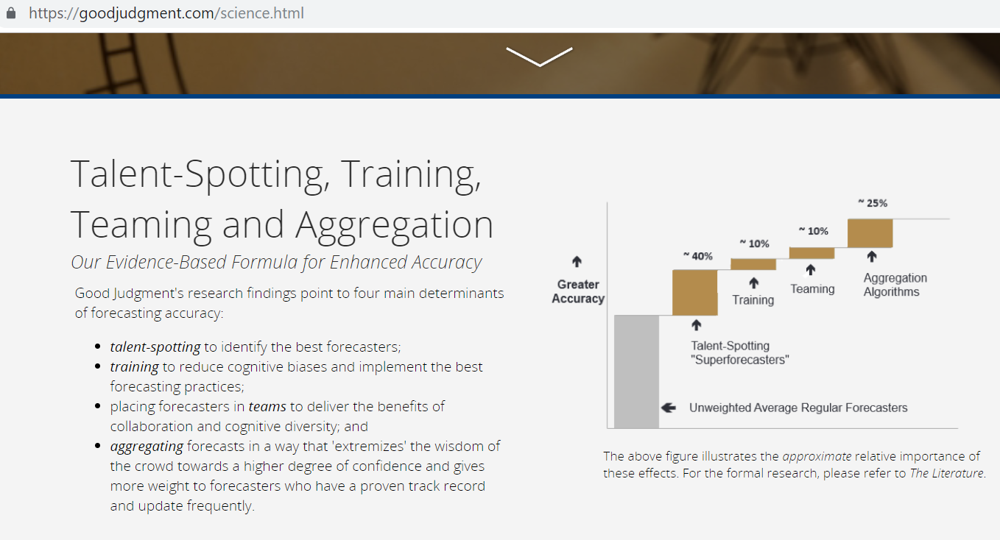 https://goodjudgment.com/science.html
Talent-Spotting, Training,
Teaming and Aggregation
Our Evidence-Based Formula for Enhanced Accuracy
Good Judgment's research findings point to four main determinants
of forecasting accuracy:
talent-spotting to identify the best forecasters;
training to reduce cognitive biases and implement the best
forecasting practices;
placing forecasters in teams to deliver the benefits of
collaboration and cognitive diversity; and
aggregating forecasts in a way that 'extremizes' the wisdom of
the crowd towards a higher degree of confidence and gives
more weight to forecasters who have a proven track record
and update frequently.
~ 25%
~ 10%
~ 10%
~ 40%
Greater
Accuracy
Aggregation
Algorithms
Teaming
Training
Talent-Spotting
"Superforecasters"
Unweighted Average Regular Forecasters
The above figure illustrates the approximate relative importance of
these effects. For the formal research, please refer to The Literature.